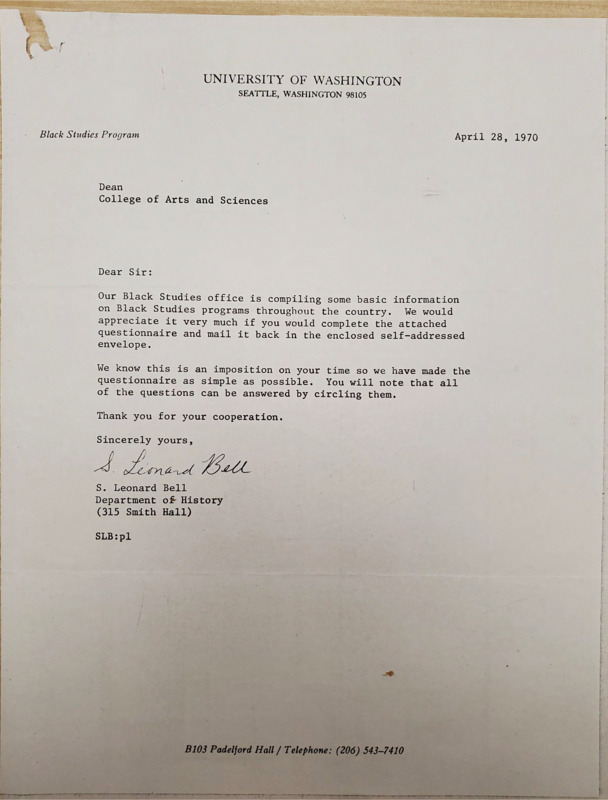 UNIVERSITY OF WASHINGTON
SEATTLE, WASHINGTON 98105
Black Studies Program
April 28, 1970
Dean
College of Arts and Sciences
Dear Sir:
Our Black Studies office is compiling some basic information
on Black Studies programs throughout the country.  We would
appreciate it very much if you would complete the attached
questionnaire and mail it back in the enclosed self-addressed
envelope.
We know this is an imposition on your time so we have made the
questionnaire as simple as possible.  You will note that all
of the questions can be answered by circling them.
Thank you for your cooperation.
Sincerely yours,
S. Leonard Bell
S. Leonard Bell
Department of History
(315 Smith Hall)
SLB:pl
B103 Padelford Hall / Telephone: (206) 543–7410